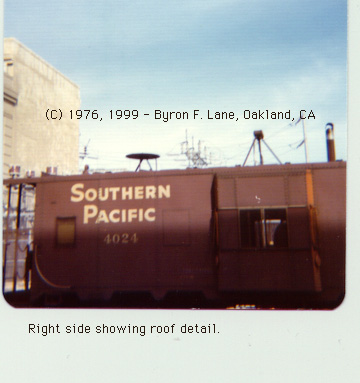 (C) 1976, 1999 - Byron F. Lane, Oakland, CA
SOUTHERN
PACIFIC
4024
Right side showing roof detail.